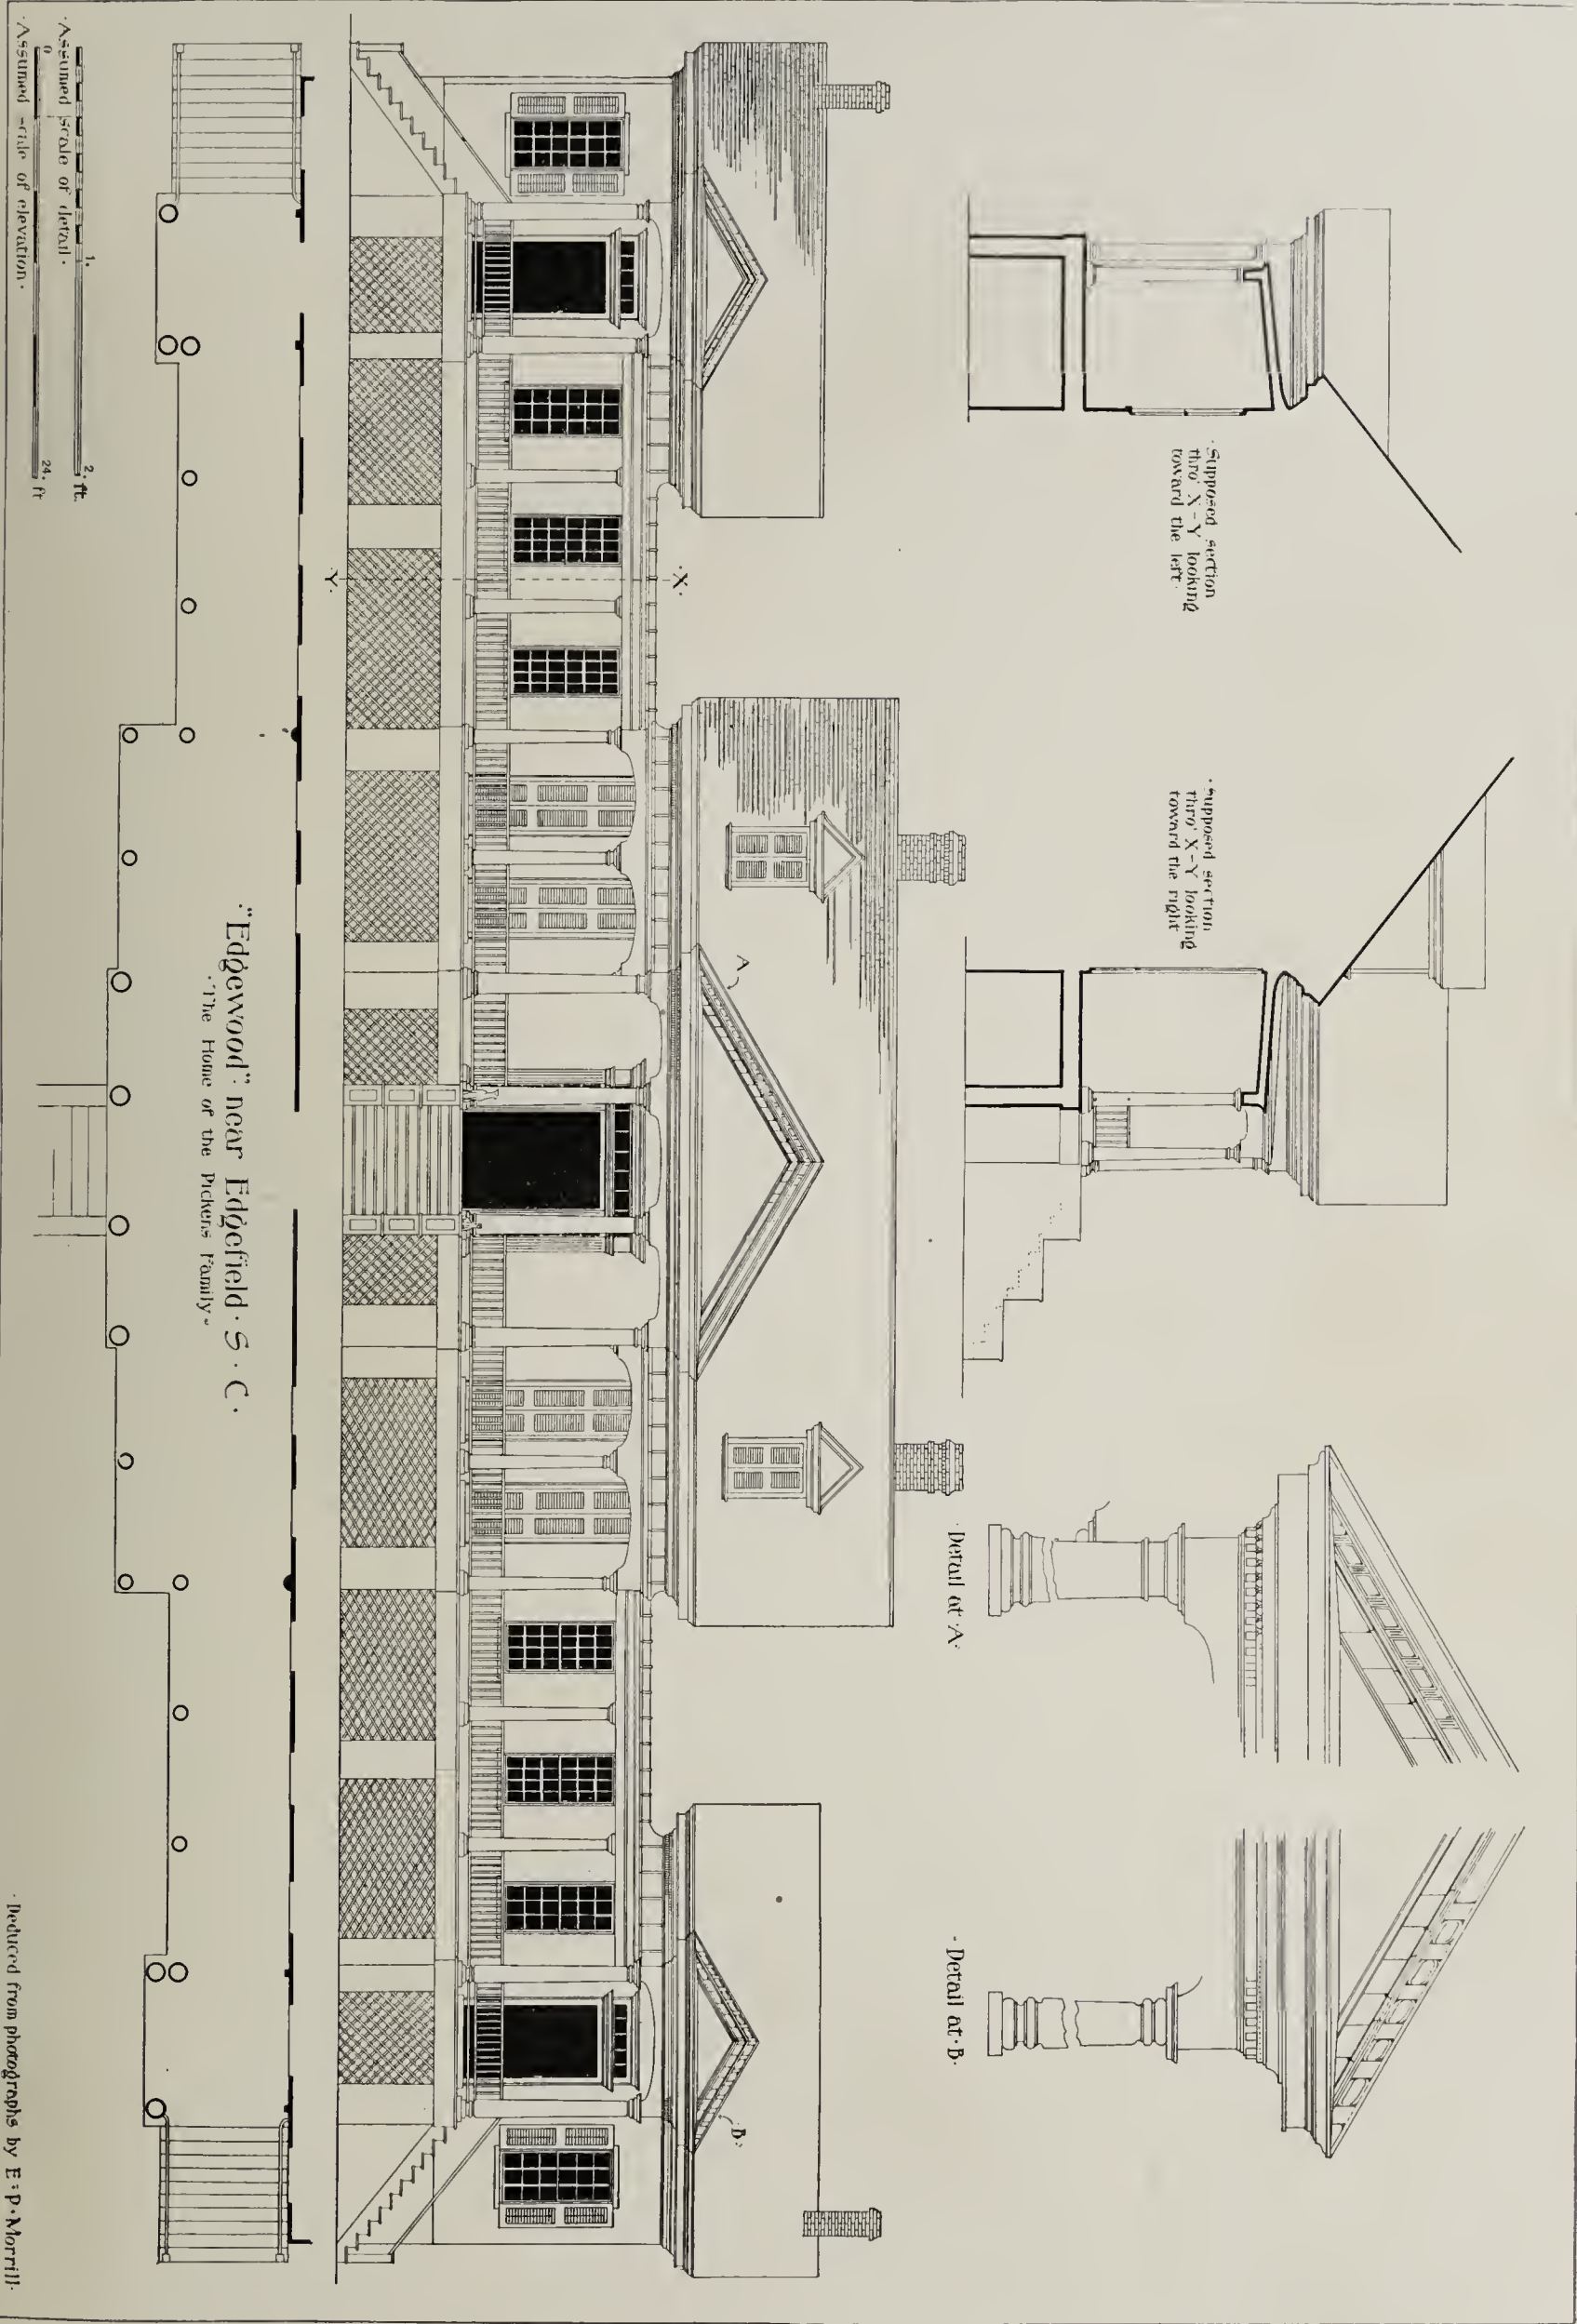 ·Supposed section
thro' X-Y looking
toward the left·
·Supposed section
thro' X-Y looking
toward the right
·Detail at ·A·
·Detail at·B·
A
·X·
·B·
·Y·
·"Edgewood"· near Edgefield·S·C·
·The Home of the Pickens Family~
1.
2. ft.
·Assumed scale of detail·
0
24. ft
·Assumed scale of elevation·
·Deduced from photographs by E·P·Morrill·